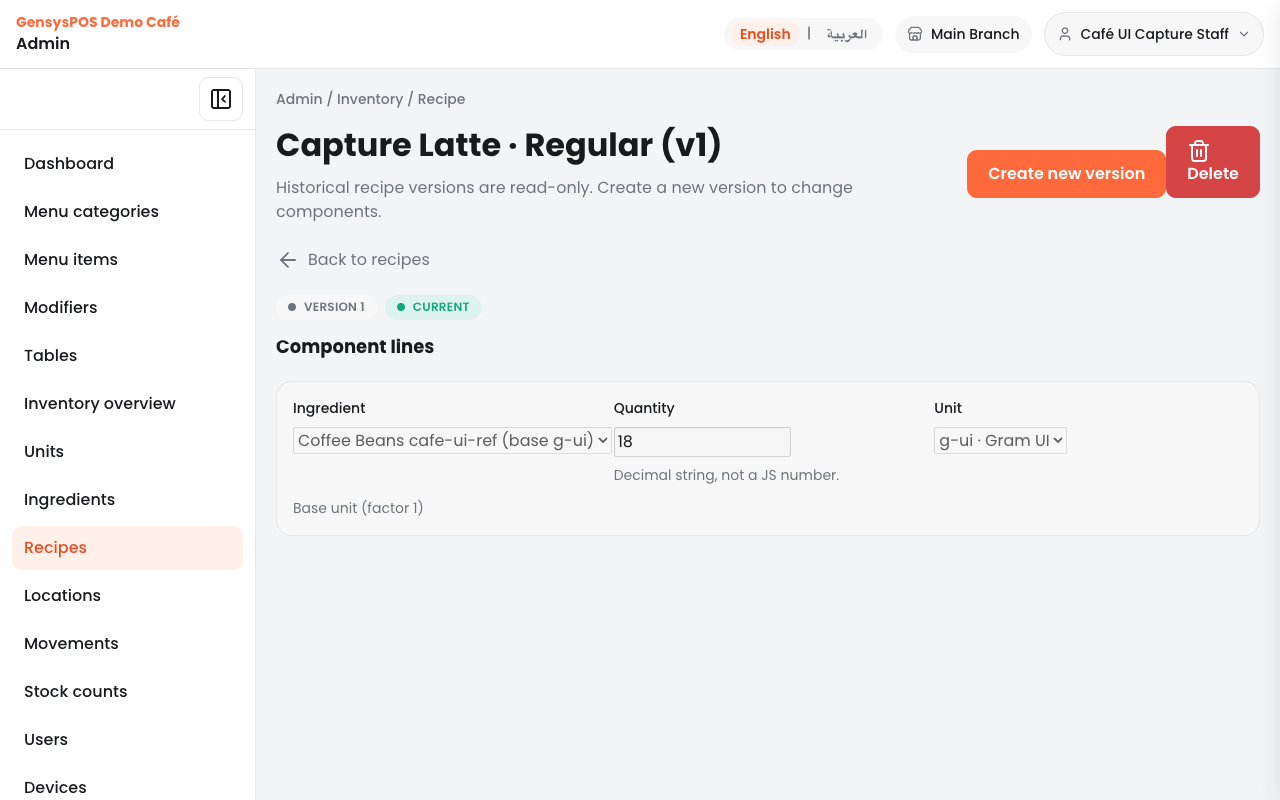 GensysPOS Demo Café
Admin
English | العربية
Main Branch
Café UI Capture Staff
Dashboard
Menu categories
Menu items
Modifiers
Tables
Inventory overview
Units
Ingredients
Recipes
Locations
Movements
Stock counts
Users
Devices
Admin / Inventory / Recipe
Capture Latte · Regular (v1)
Historical recipe versions are read-only. Create a new version to change
components.
Create new version
Delete
Back to recipes
VERSION 1
CURRENT
Component lines
Ingredient
Quantity
Unit
Coffee Beans cafe-ui-ref (base g-ui)
18
g-ui · Gram UI
Decimal string, not a JS number.
Base unit (factor 1)